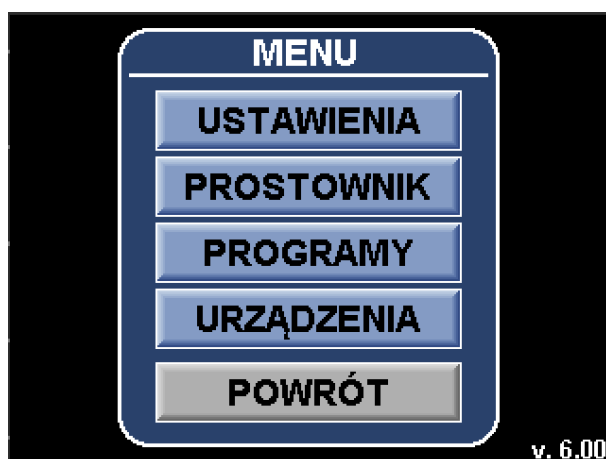 MENU
USTAWIENIA
PROSTOWNIK
PROGRAMY
URZĄDZENIA
POWRÓT
v. 6.00